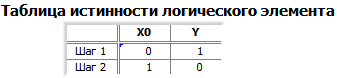 Таблица истинности логического элемента
X0 Y
Шаг 1 0 1
Шаг 2 1 0